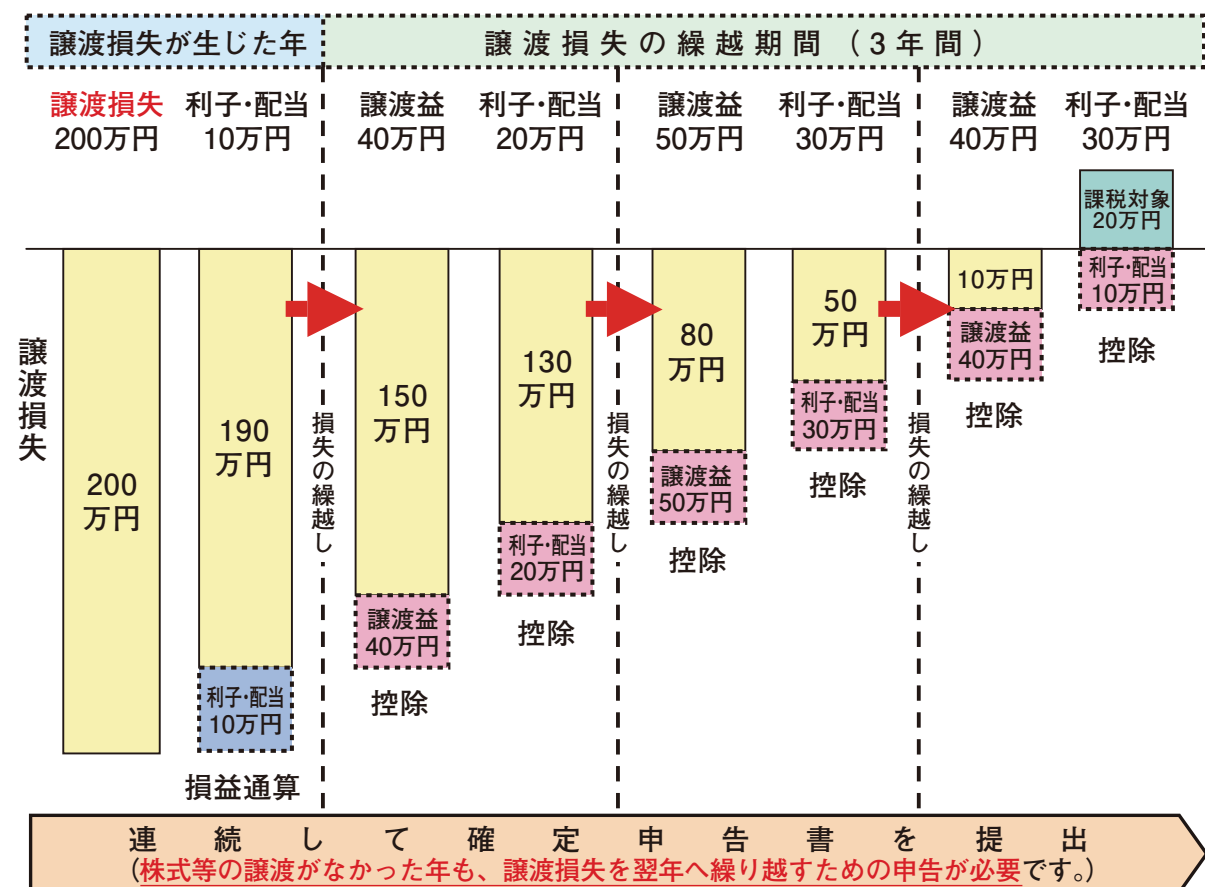 譲渡損失が生じた年
譲渡損失の繰越期間（3年間）
譲渡損失
200万円
利子・配当
10万円
譲渡益
40万円
利子・配当
20万円
譲渡益
50万円
利子・配当
30万円
譲渡益
40万円
利子・配当
30万円
譲渡損失
200
万円
190
万円
利子・配当
10万円
損益通算
損失の繰越し
150
万円
譲渡益
40万円
控除
130
万円
利子・配当
20万円
控除
損失の繰越し
80
万円
譲渡益
50万円
控除
50
万円
利子・配当
30万円
控除
損失の繰越し
10万円
譲渡益
40万円
控除
課税対象
20万円
利子・配当
10万円
控除
連続して確定申告書を提出
（株式等の譲渡がなかった年も、譲渡損失を翌年へ繰り越すための申告が必要です。）